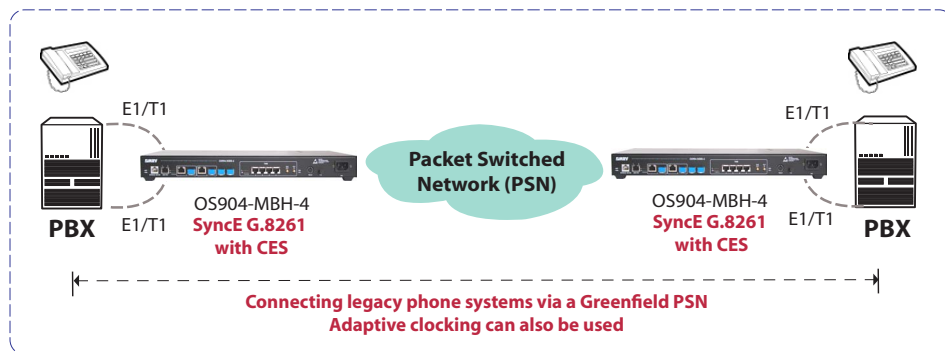 E1/T1
E1/T1
PBX
OS904-MBH-4
SyncE G.8261
with CES
Packet Switched
Network (PSN)
OS904-MBH-4
SyncE G.8261
with CES
E1/T1
E1/T1
PBX
Connecting legacy phone systems via a Greenfield PSN
Adaptive clocking can also be used